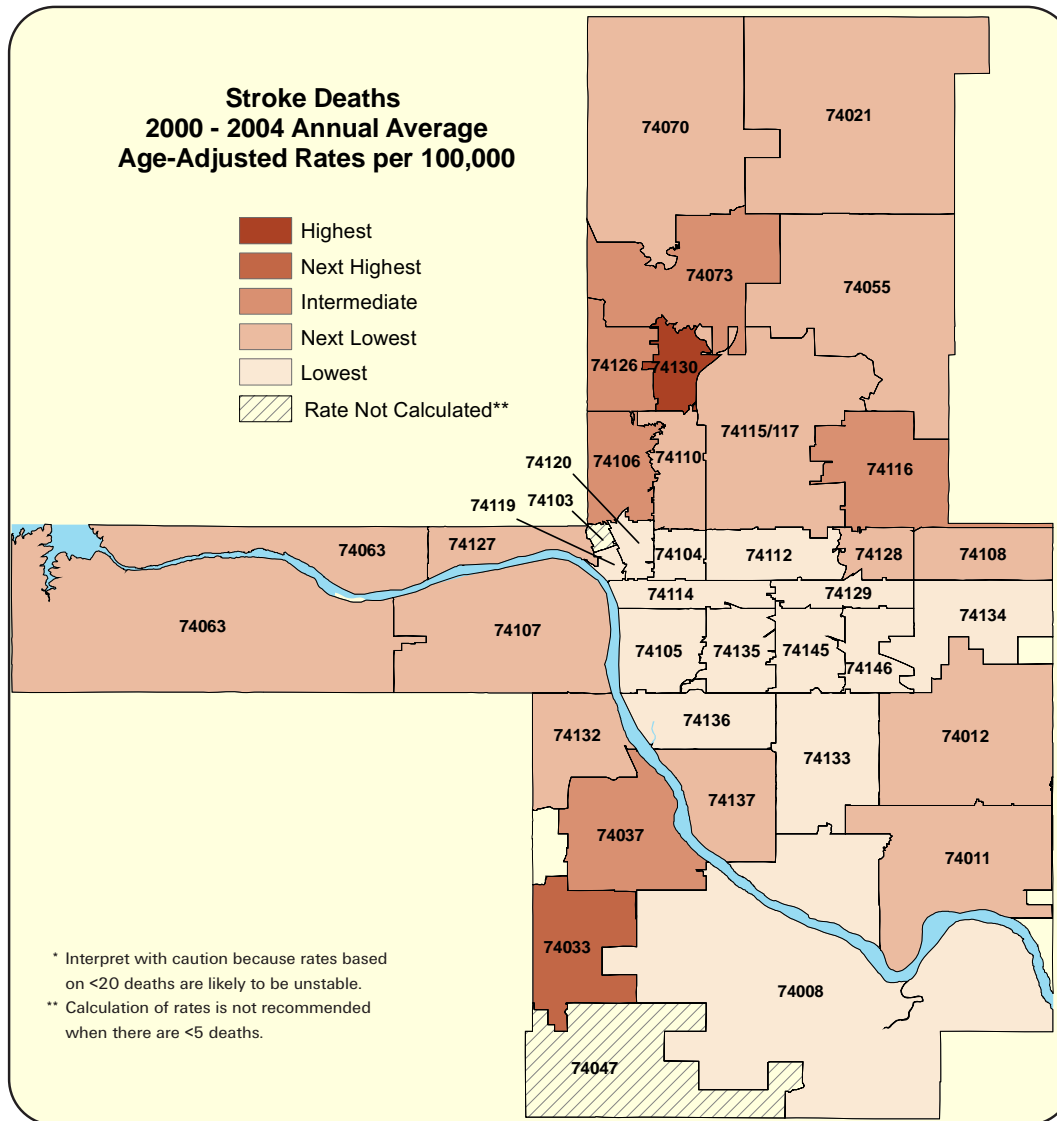 Stroke Deaths
2000 - 2004 Annual Average
Age-Adjusted Rates per 100,000
Highest
Next Highest
Intermediate
Next Lowest
Lowest
Rate Not Calculated**
74070
74021
74073
74055
74126
74130
74115/117
74106
74110
74116
74120
74103
74119
74063
74127
74104
74112
74128
74108
74114
74129
74134
74063
74107
74105
74135
74145
74146
74136
74132
74133
74012
74137
74037
74011
74033
74008
74047
* Interpret with caution because rates based
on <20 deaths are likely to be unstable.
** Calculation of rates is not recommended
when there are <5 deaths.